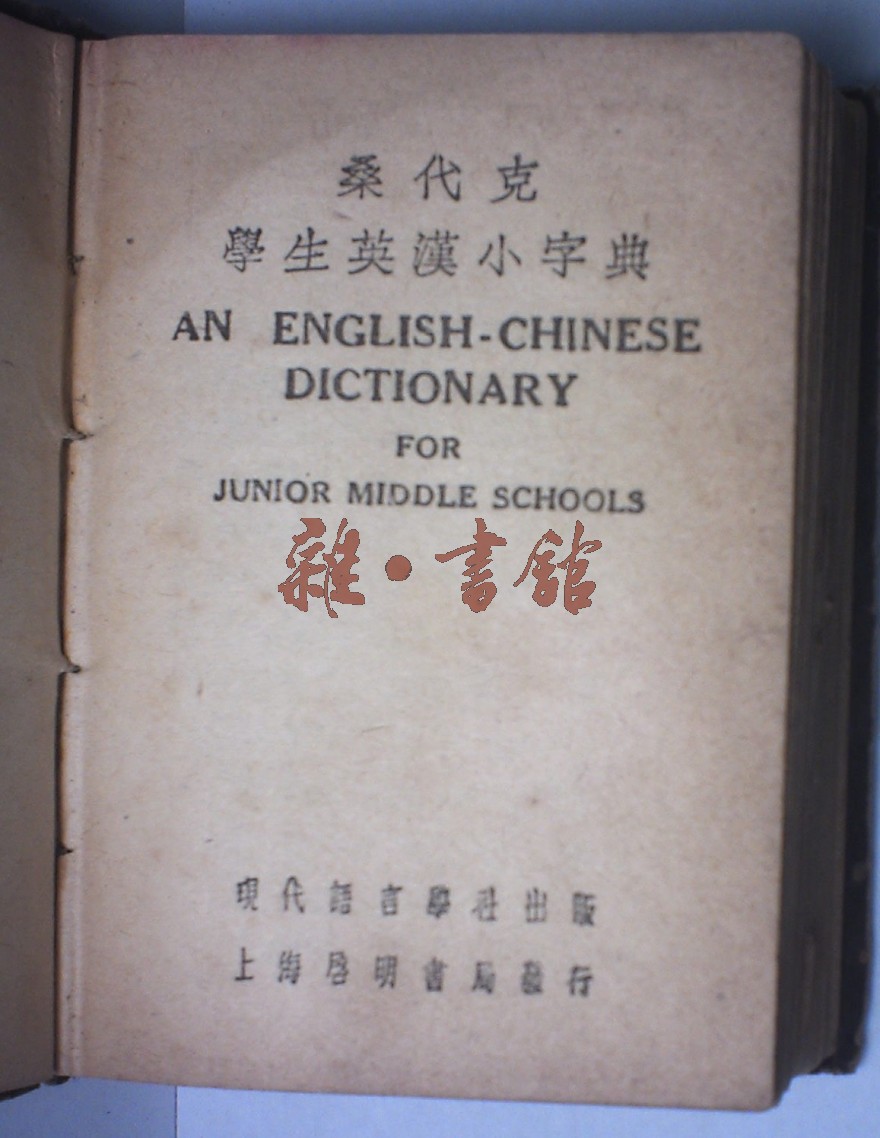 桑代克
學生英漢小字典
AN ENGLISH-CHINESE
DICTIONARY
FOR
JUNIOR MIDDLE SCHOOLS
雜·書館
現代語言學社出版
上海啓明書局發行